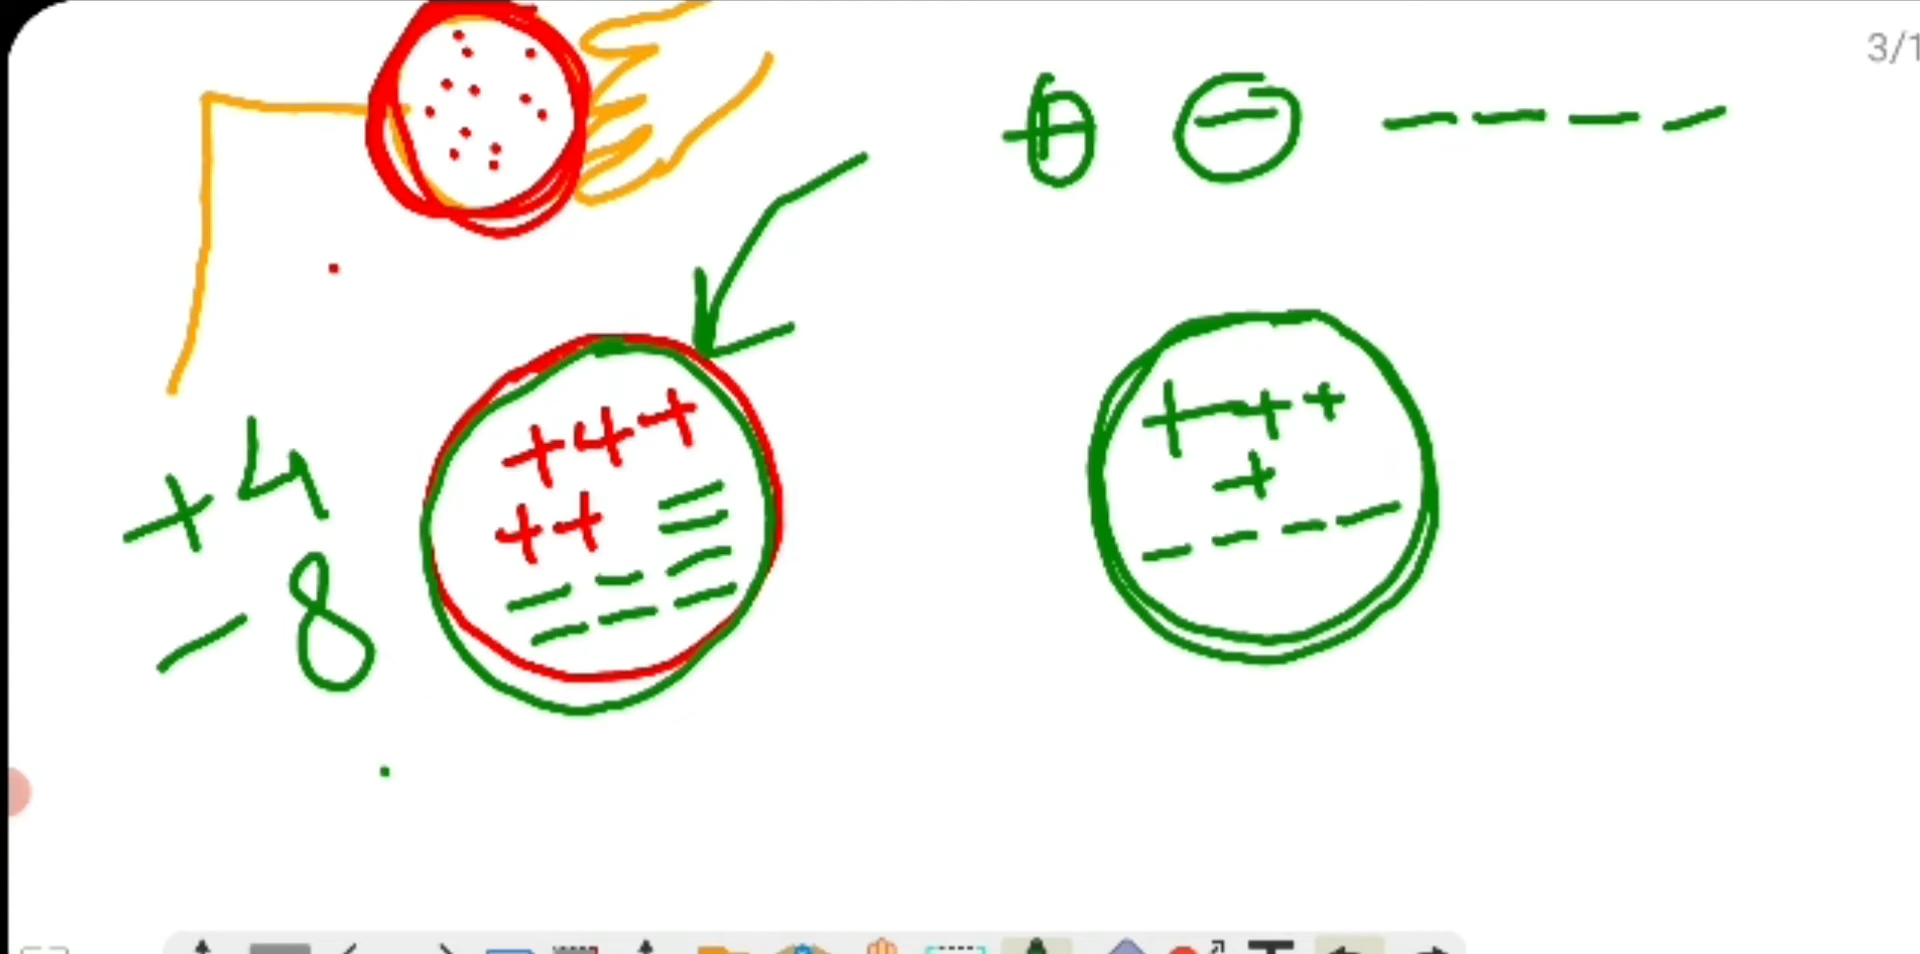 3/1
+ - - - - -
+++
++
- -
- - -
- - -
+4
-8
+++
+
- - - -